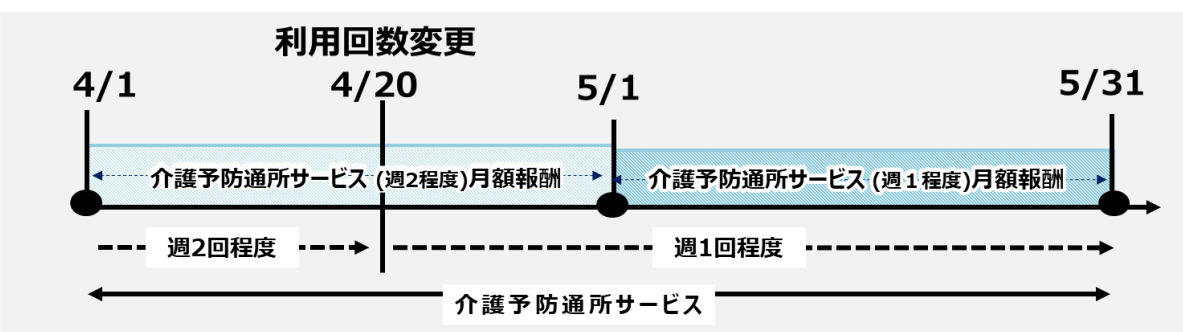 利用回数変更
4/1
4/20
5/1
5/31
介護予防通所サービス (週2程度)月額報酬
介護予防通所サービス (週１程度)月額報酬
週2回程度
週1回程度
介護予防通所サービス